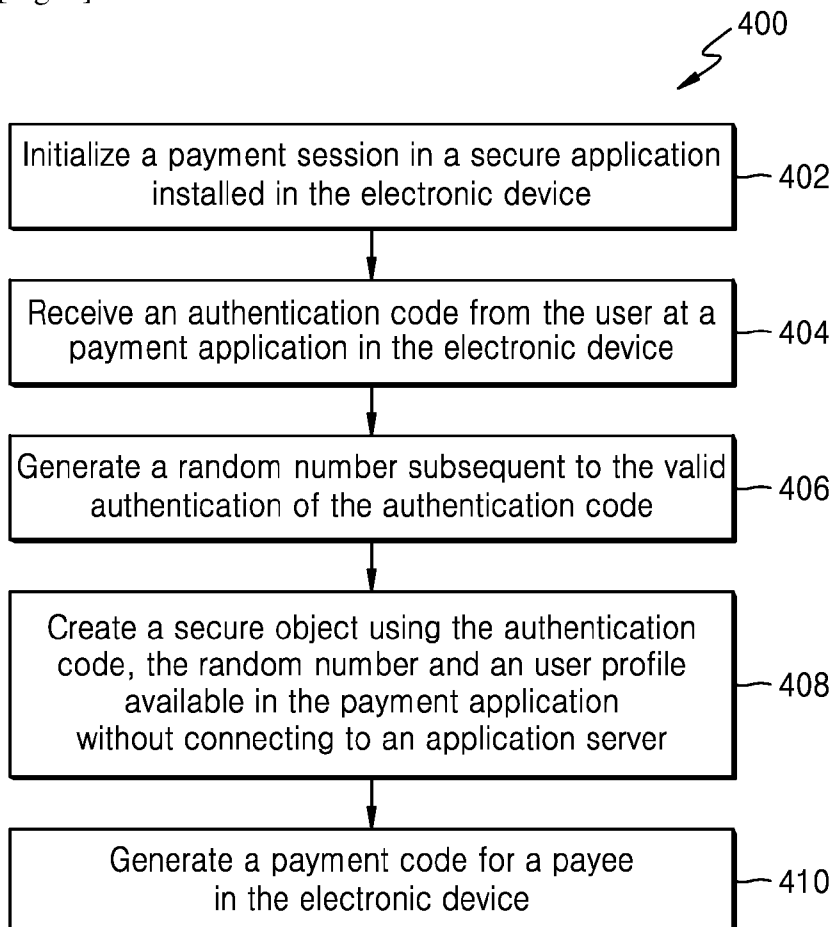 400
Initialize a payment session in a secure application
installed in the electronic device
402
Receive an authentication code from the user at a
payment application in the electronic device
404
Generate a random number subsequent to the valid
authentication of the authentication code
406
Create a secure object using the authentication
code, the random number and an user profile
available in the payment application
without connecting to an application server
408
Generate a payment code for a payee
in the electronic device
410